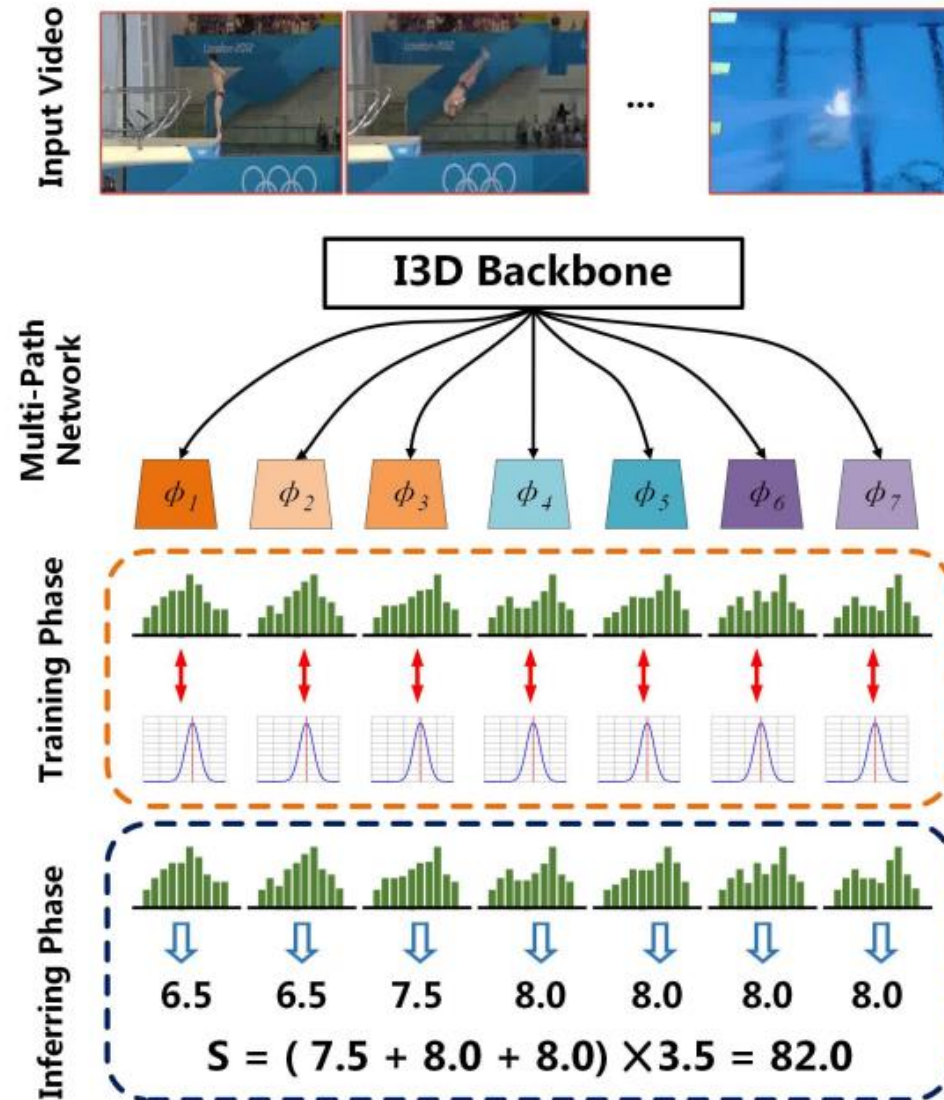 Input Video
London 2012
London 2012
...
I3D Backbone
Multi-Path
Network
ϕ1 ϕ2 ϕ3 ϕ4 ϕ5 ϕ6 ϕ7
Training Phase
Inferring Phase
6.5 6.5 7.5 8.0 8.0 8.0 8.0
S = ( 7.5 + 8.0 + 8.0) ×3.5 = 82.0